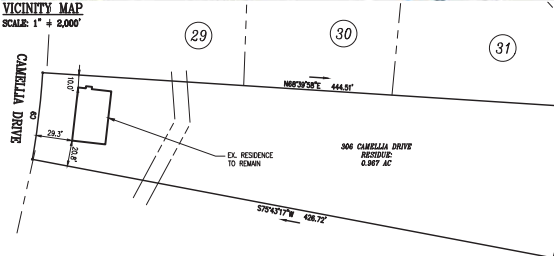 VICINITY MAP
SCALE: 1" = 2,000'
29
30
31
CAMELLIA DRIVE
60
10.0'
N68°39'58"E 444.51'
29.3'
20.8'
EX. RESIDENCE
TO REMAIN
306 CAMELLIA DRIVE
RESIDUE:
0.967 AC
S75°43'17"W 426.72'